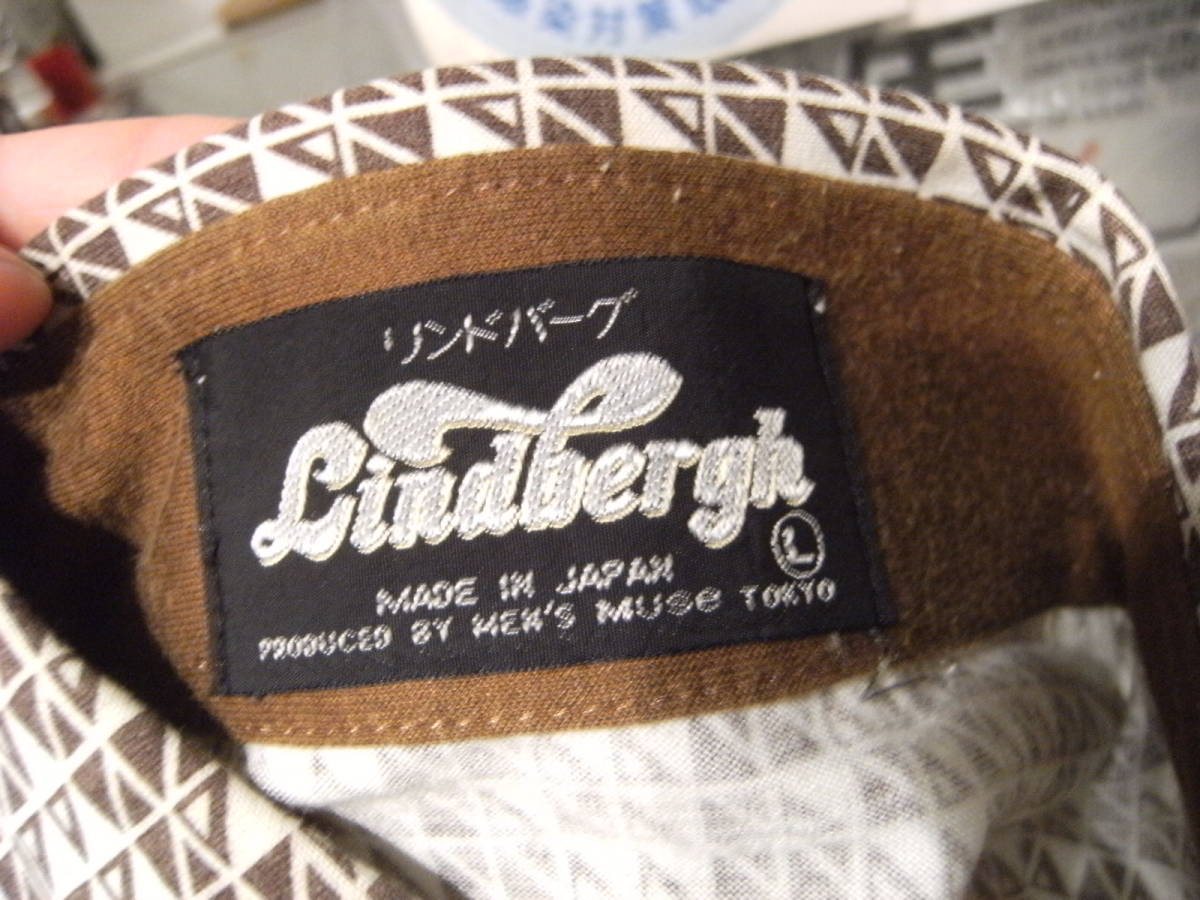 リンドバーグ
Lindbergh
L
MADE IN JAPAN
PRODUCED BY MEN'S MUSE TOKYO